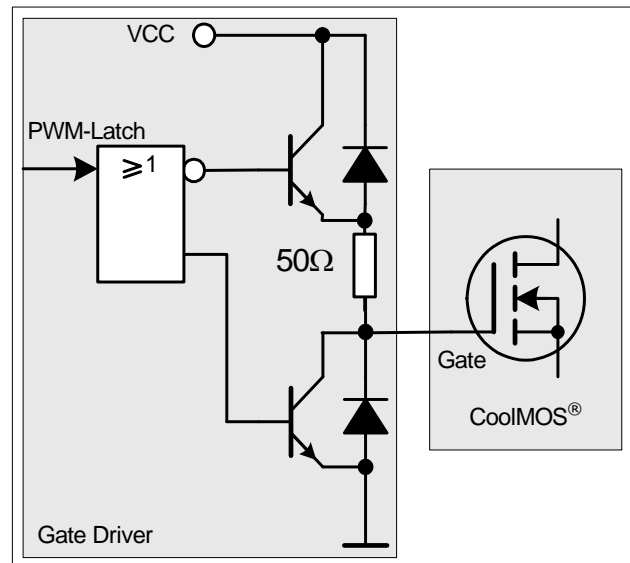 VCC
PWM-Latch
≥1
50Ω
Gate
CoolMOS®
Gate Driver